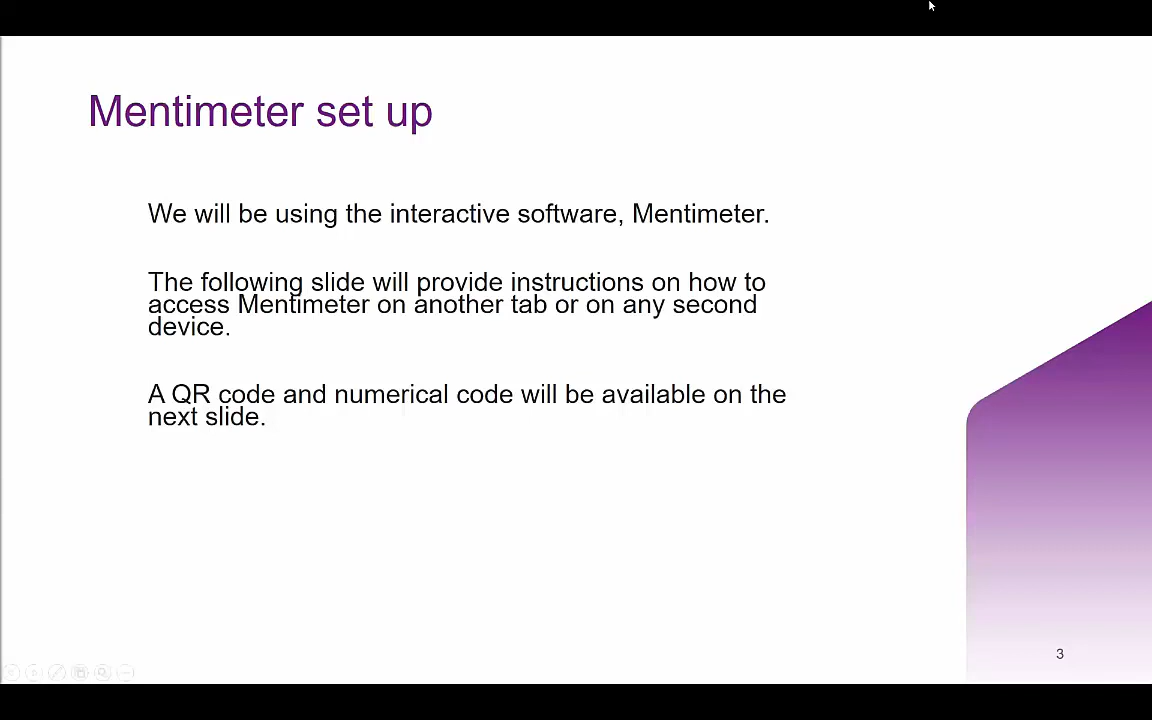 Mentimeter set up
We will be using the interactive software, Mentimeter.
The following slide will provide instructions on how to
access Mentimeter on another tab or on any second
device.
A QR code and numerical code will be available on the
next slide.
3